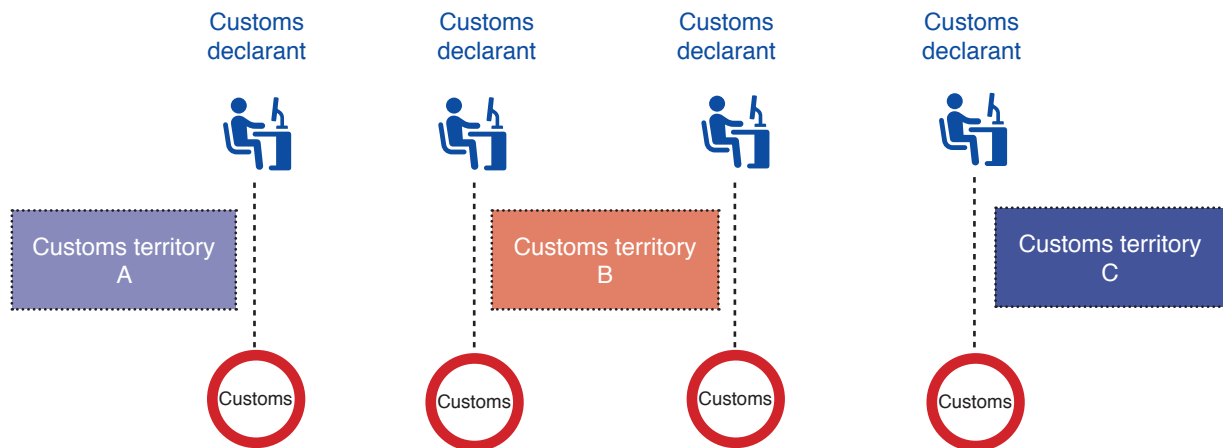 Customs
declarant
Customs
declarant
Customs
declarant
Customs
declarant
Customs territory
A
Customs territory
B
Customs territory
C
Customs
Customs
Customs
Customs